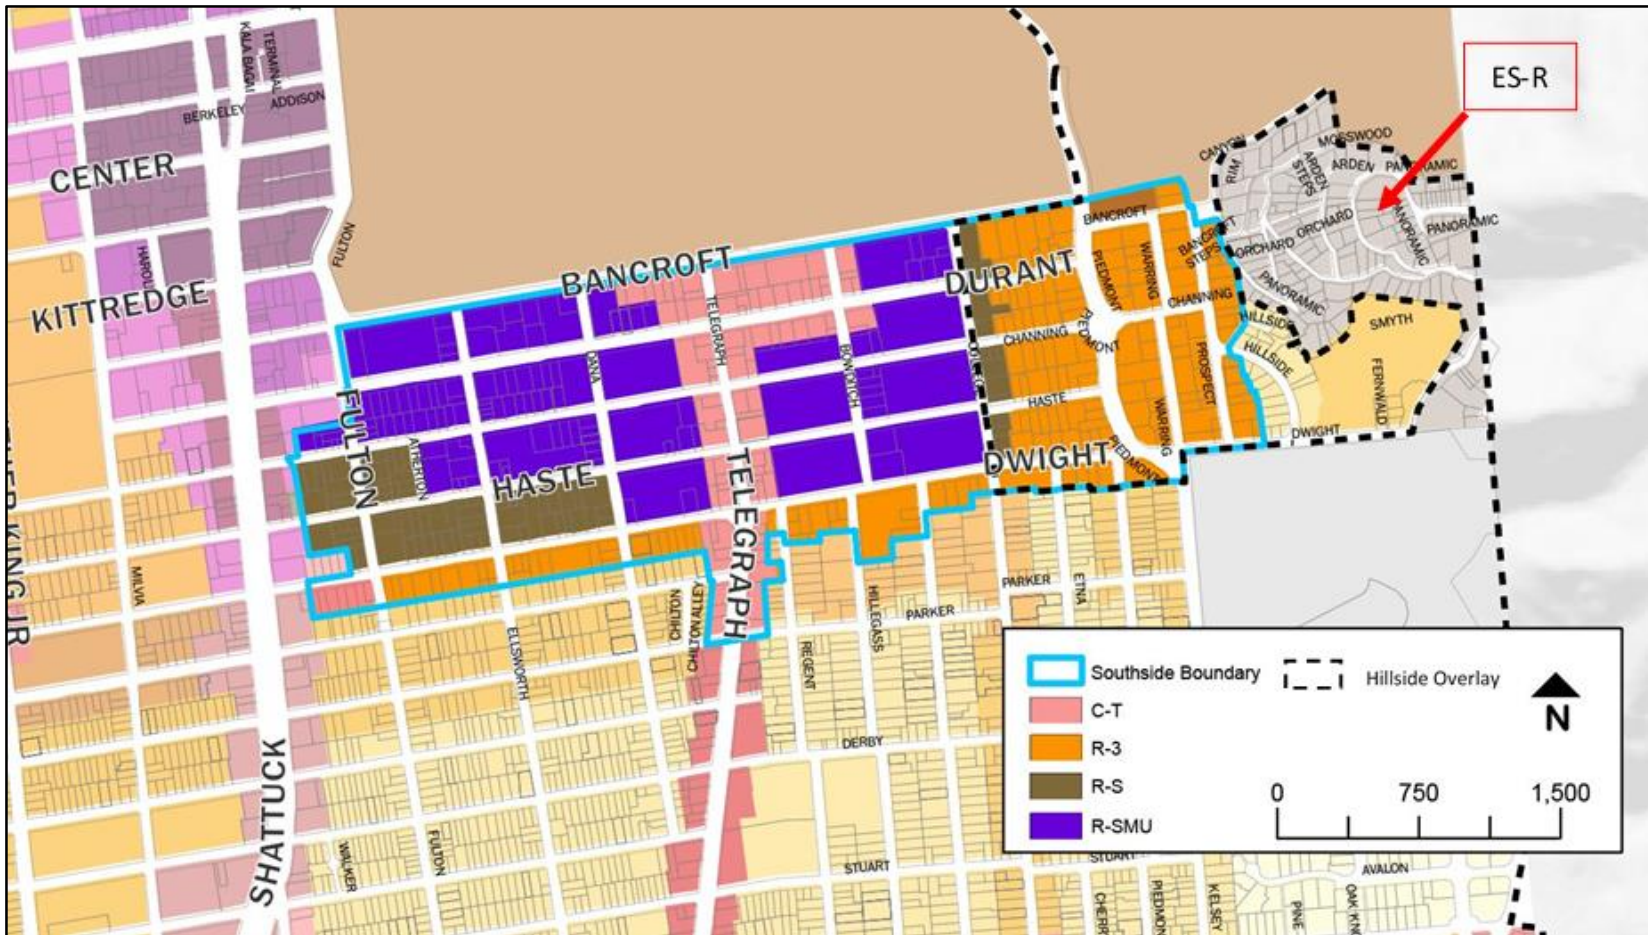 KALA BAGAI
TERMINAL
BERKELEY
ADDISON
CENTER
ES-R
CANYON
MOSSWOOD
RIM
ARDEN STEPS
ARDEN
PANORAMIC
FULTON
BANCROFT
PANORAMIC
PANORAMIC
ORCHARD
ORCHARD
BANCROFT STEPS
BANCROFT
DURANT
PIEDMONT
WARRING
CHANNING
PANORAMIC
KITTREDGE
TELEGRAPH
HILLSIDE
SMYTH
PIEDMONT
CHANNING
DANA
BOWDITCH
HILLSIDE
PROSPECT
FERNWALD
FULTON
HASTE
WARRING
DWIGHT
ATHERTON
HASTE
TELEGRAPH
DWIGHT
PIEDMONT
MILVIA
PARKER
ETNA
PARKER
CHILTON
CHILTON ALLEY
HILLEGASS
ELLSWORTH
REGENT
Southside Boundary
Hillside Overlay
C-T
N
R-3
R-S
R-SMU
0 750 1,500
DERBY
SHATTUCK
WALKER
FULTON
STUART
STUART
AVALON
PIEDMON
KELSEY
PINE